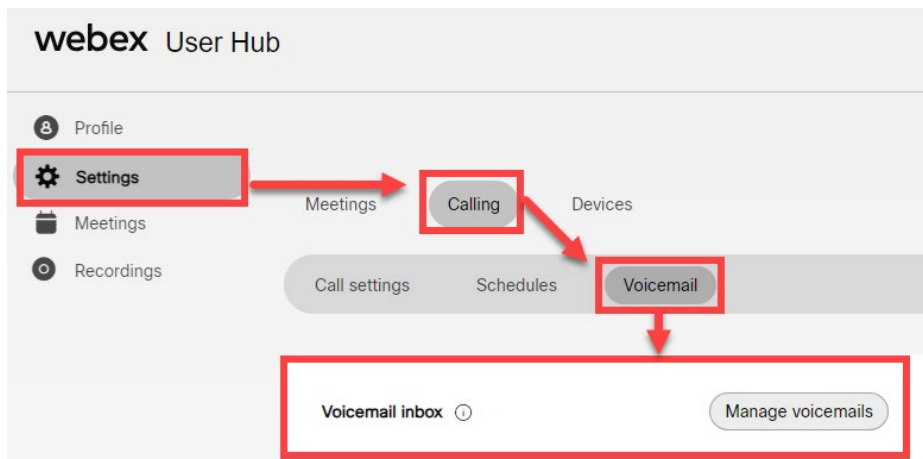 webex User Hub
Profile
Settings
Meetings
Recordings
Meetings Calling Devices
Call settings Schedules Voicemail
Voicemail inbox Manage voicemails